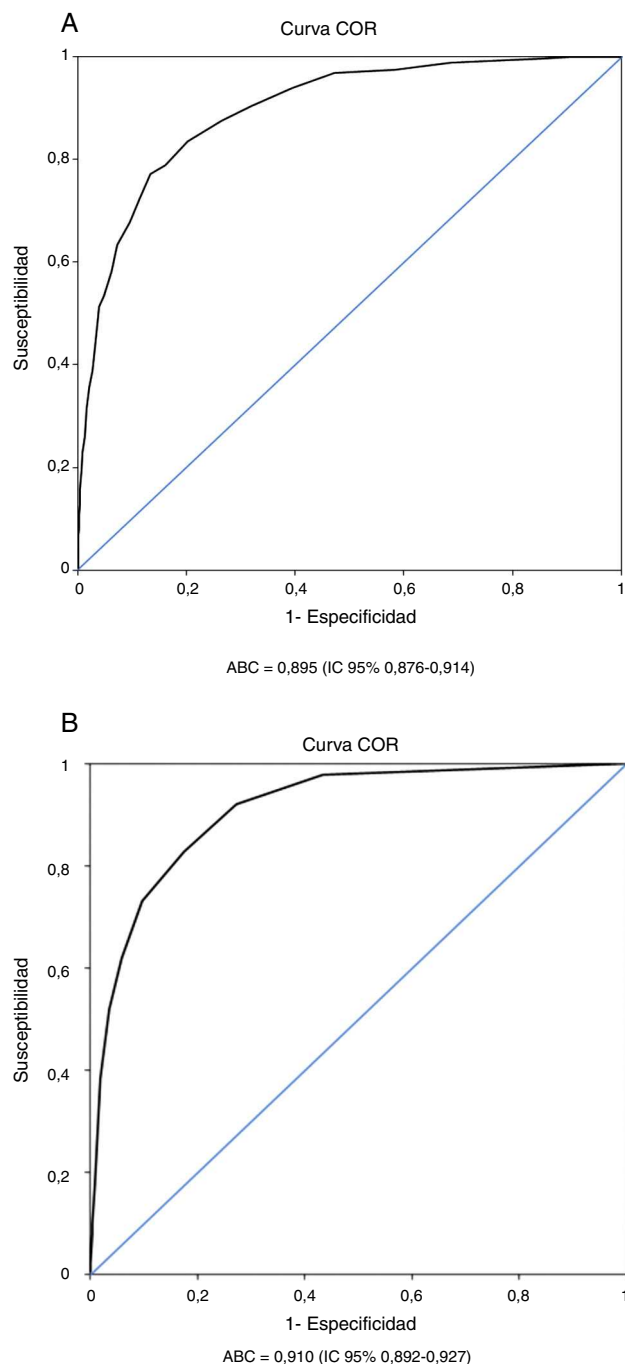 A
Curva COR
1
0,8
0,6
0,4
0,2
0
Susceptibilidad
0 0,2 0,4 0,6 0,8 1
1- Especificidad
ABC = 0,895 (IC 95% 0,876-0,914)
B
Curva COR
1
0,8
0,6
0,4
0,2
0
Susceptibilidad
0 0,2 0,4 0,6 0,8 1
1- Especificidad
ABC = 0,910 (IC 95% 0,892-0,927)